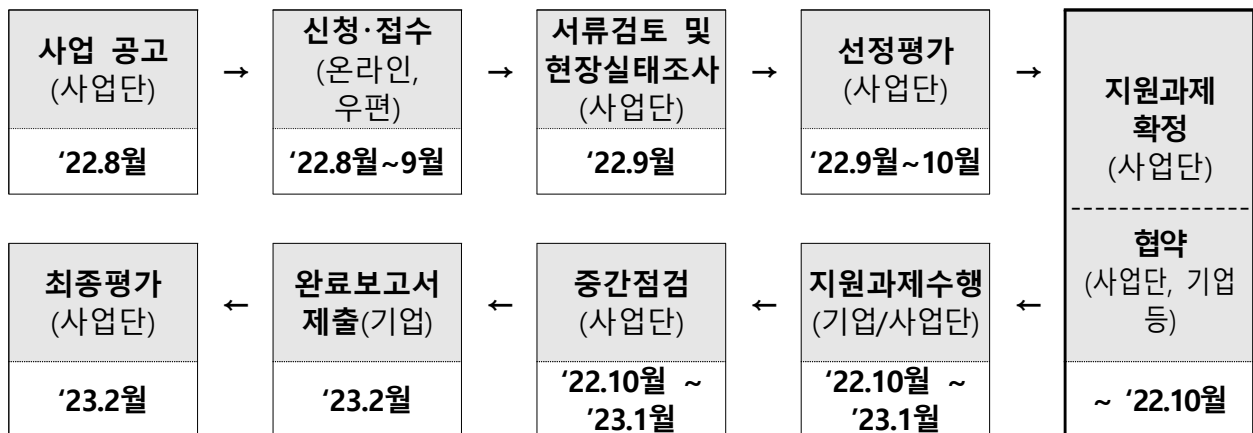 사업 공고
(사업단)
‘22.8월
→
신청·접수
(온라인,
우편)
‘22.8월~9월
→
서류검토 및
현장실태조사
(사업단)
‘22.9월
→
선정평가
(사업단)
‘22.9월~10월
→
지원과제
확정
(사업단)
협약
(사업단, 기업
등)
~ ‘22.10월
←
지원과제수행
(기업/사업단)
‘22.10월 ~
’23.1월
←
중간점검
(사업단)
‘22.10월 ~
’23.1월
←
완료보고서
제출(기업)
‘23.2월
←
최종평가
(사업단)
‘23.2월